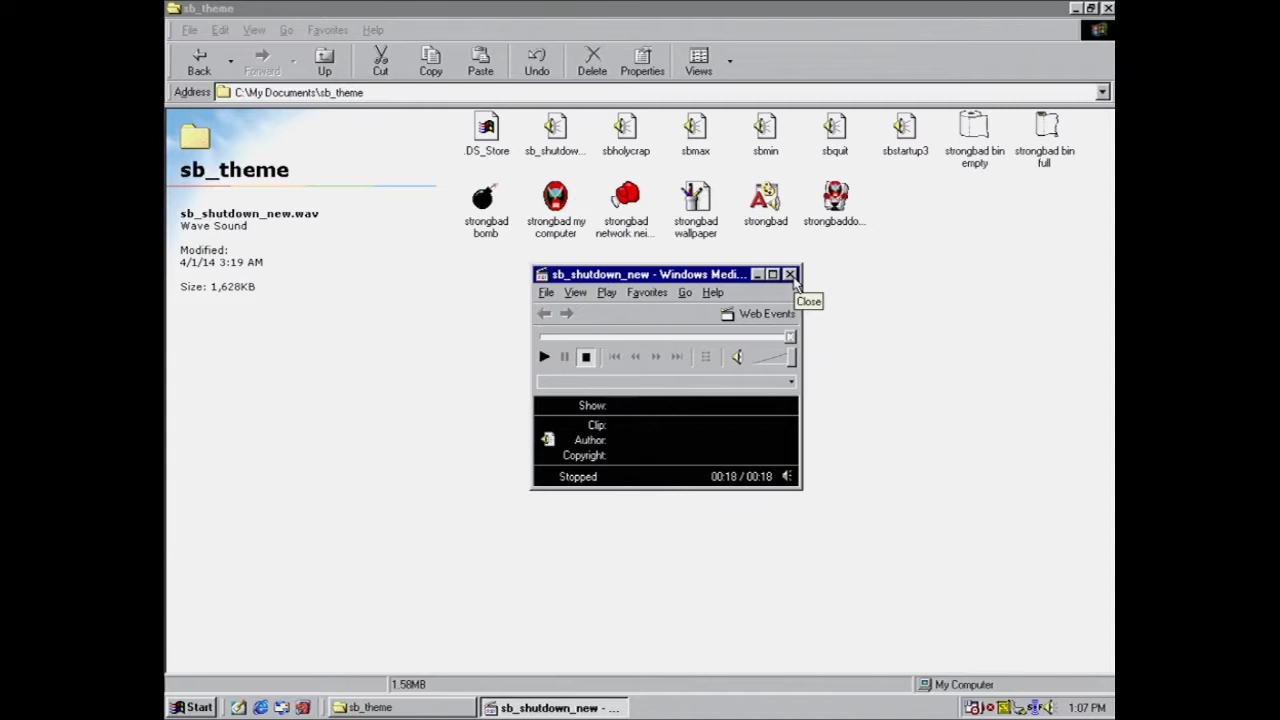 sb_theme
File Edit View Go Favorites Help
Back Forward Up Cut Copy Paste Undo Delete Properties Views
Address C:\My Documents\sb_theme
.DS_Store sb_shutdow... sbholycrap sbmax sbmin sbquit sbstartup3 strongbad bin empty strongbad bin full
sb_theme
sb_shutdown_new.wav
Wave Sound
Modified:
4/1/14 3:19 AM
Size: 1,628KB
strongbad bomb strongbad my computer strongbad network nei... strongbad wallpaper strongbad strongbaddo...
sb_shutdown_new - Windows Medi...
File View Play Favorites Go Help
Close
Web Events
Show:
Clip:
Author:
Copyright:
Stopped 00:18 / 00:18
1.58MB My Computer
Start sb_theme sb_shutdown_new - ... 1:07 PM